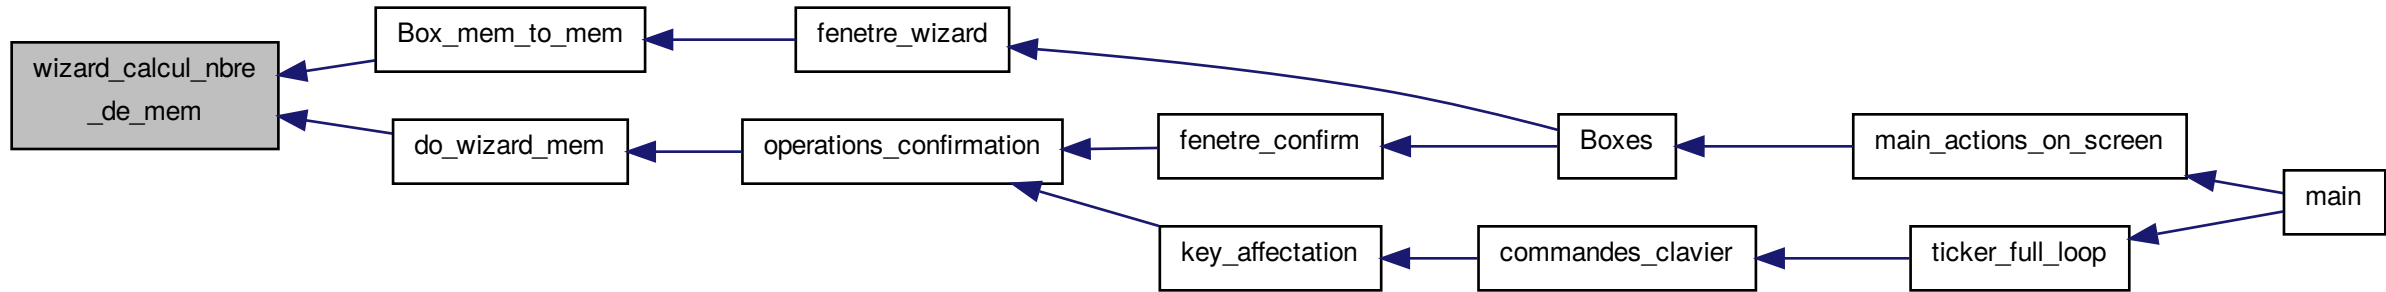 wizard_calcul_nbre
_de_mem
Box_mem_to_mem
fenetre_wizard
do_wizard_mem
operations_confirmation
fenetre_confirm
Boxes
main_actions_on_screen
main
key_affectation
commandes_clavier
ticker_full_loop